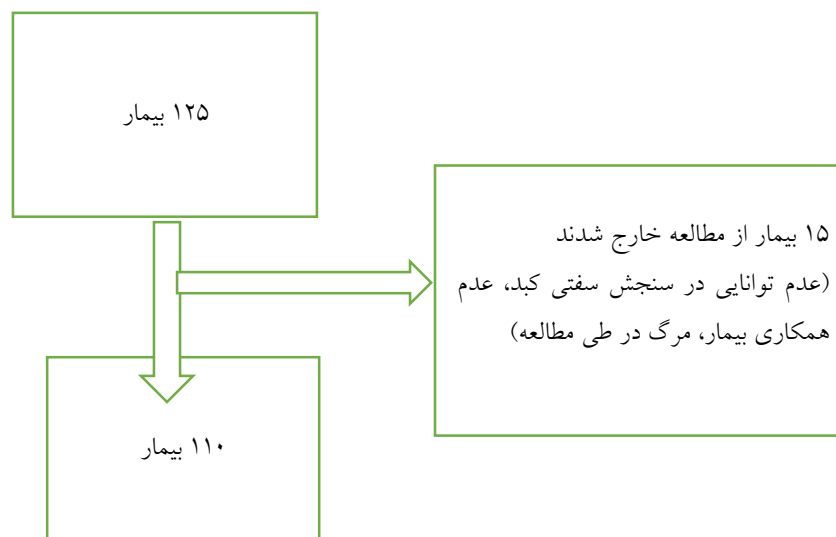 ۱۲۵ بیمار
۱۵ بیمار از مطالعه خارج شدند
(عدم توانایی در سنجش سفتی کبد، عدم
همکاری بیمار، مرگ در طی مطالعه)
۱۱۰ بیمار